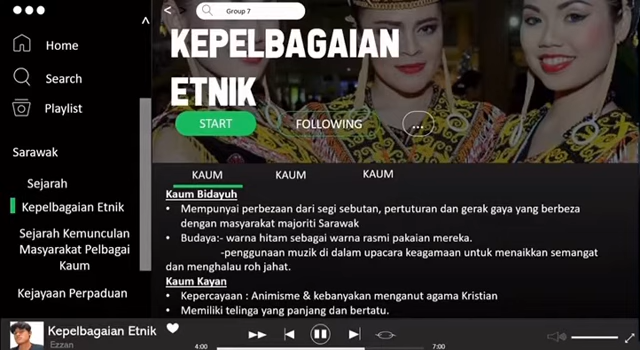 Group 7
KEPELBAGAIAN
ETNIK
START
FOLLOWING
...
Home
Search
Playlist
Sarawak
Sejarah
Kepelbagaian Etnik
Sejarah Kemunculan
Masyarakat Pelbagai
Kaum
Kejayaan Perpaduan
KAUM
KAUM
KAUM
Kaum Bidayuh
• Mempunyai perbezaan dari segi sebutan, pertuturan dan gerak gaya yang berbeza
dengan masyarakat majoriti Sarawak
• Budaya:- warna hitam sebagai warna rasmi pakaian mereka.
-penggunaan muzik di dalam upacara keagamaan untuk menaikkan semangat
dan menghalau roh jahat.
Kaum Kayan
• Kepercayaan : Animisme & kebanyakan menganut agama Kristian
• Memiliki telinga yang panjang dan bertatu.
Kepelbagaian Etnik
Ezzan
4:00
7:00